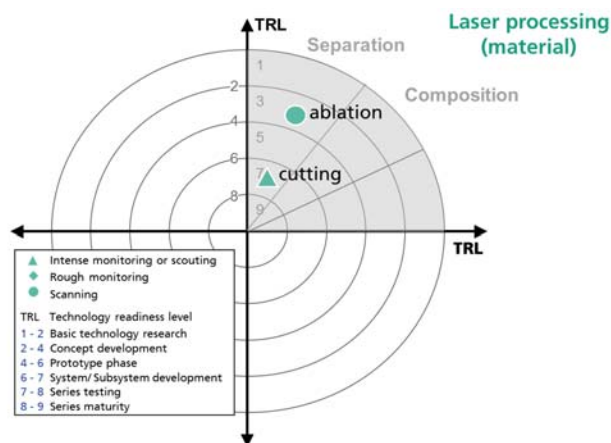 TRL
Laser processing
(material)
Separation
Composition
1
2
3
ablation
4
5
6
7
cutting
8
9
TRL
Intense monitoring or scouting
Rough monitoring
Scanning
TRL Technology readiness level
1 - 2 Basic technology research
2 - 4 Concept development
4 - 6 Prototype phase
6 - 7 System/Subsystem development
7 - 8 Series testing
8 - 9 Series maturity